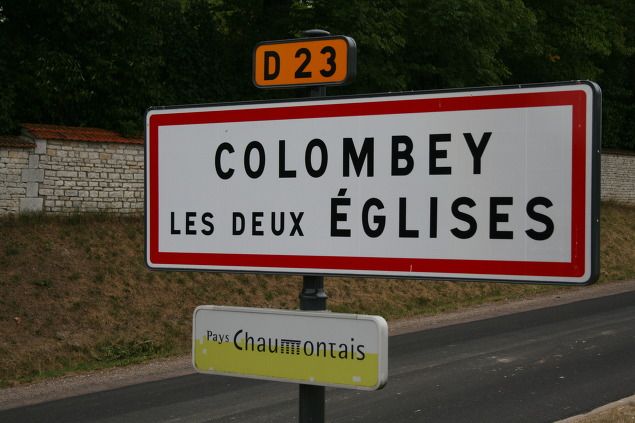 D 23
COLOMBEY
LES DEUX ÉGLISES
Pays Chaumontais